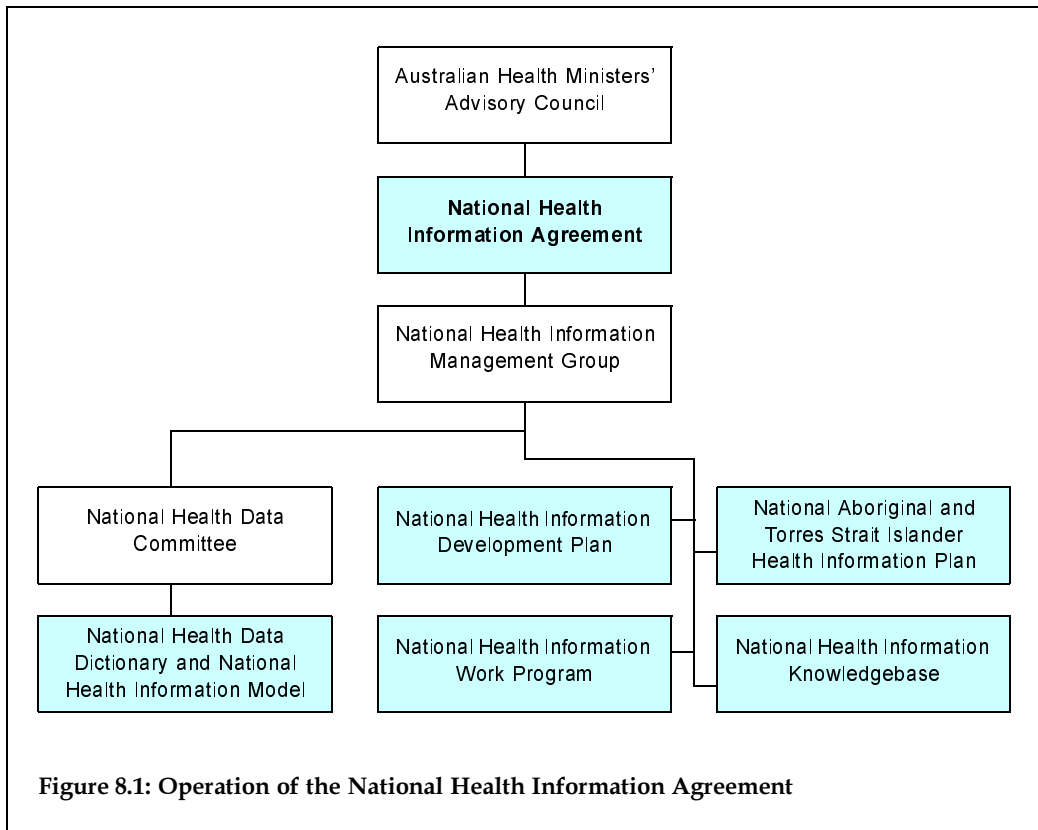 Australian Health Ministers'
Advisory Council
National Health
Information Agreement
National Health Information
Management Group
National Health Data
Committee
National Health Information
Development Plan
National Aboriginal and
Torres Strait Islander
Health Information Plan
National Health Data
Dictionary and National
Health Information Model
National Health Information
Work Program
National Health Information
Knowledgebase
Figure 8.1: Operation of the National Health Information Agreement